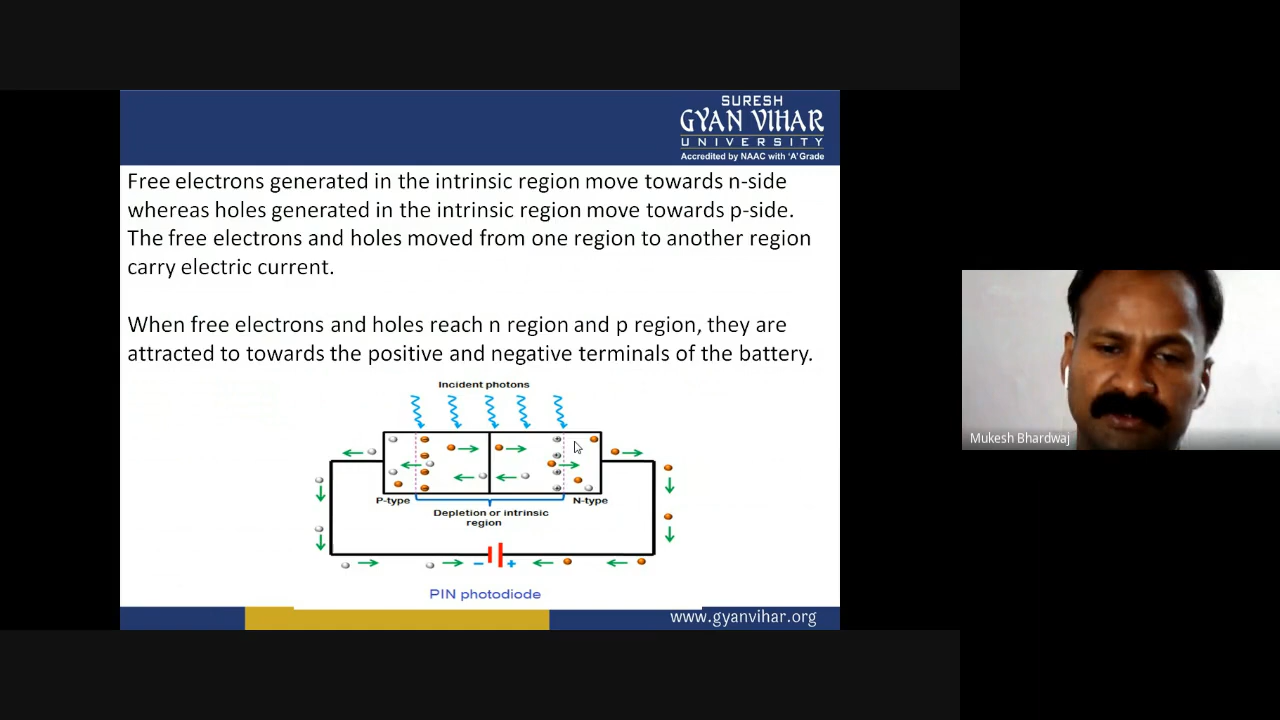 SURESH
GYAN VIHAR
UNIVERSITY
Accredited by NAAC with 'A' Grade
Free electrons generated in the intrinsic region move towards n-side
whereas holes generated in the intrinsic region move towards p-side.
The free electrons and holes moved from one region to another region
carry electric current.
When free electrons and holes reach n region and p region, they are
attracted to towards the positive and negative terminals of the battery.
Incident photons
P-type
N-type
Depletion or intrinsic
region
− +
PIN photodiode
www.gyanvihar.org
Mukesh Bhardwaj